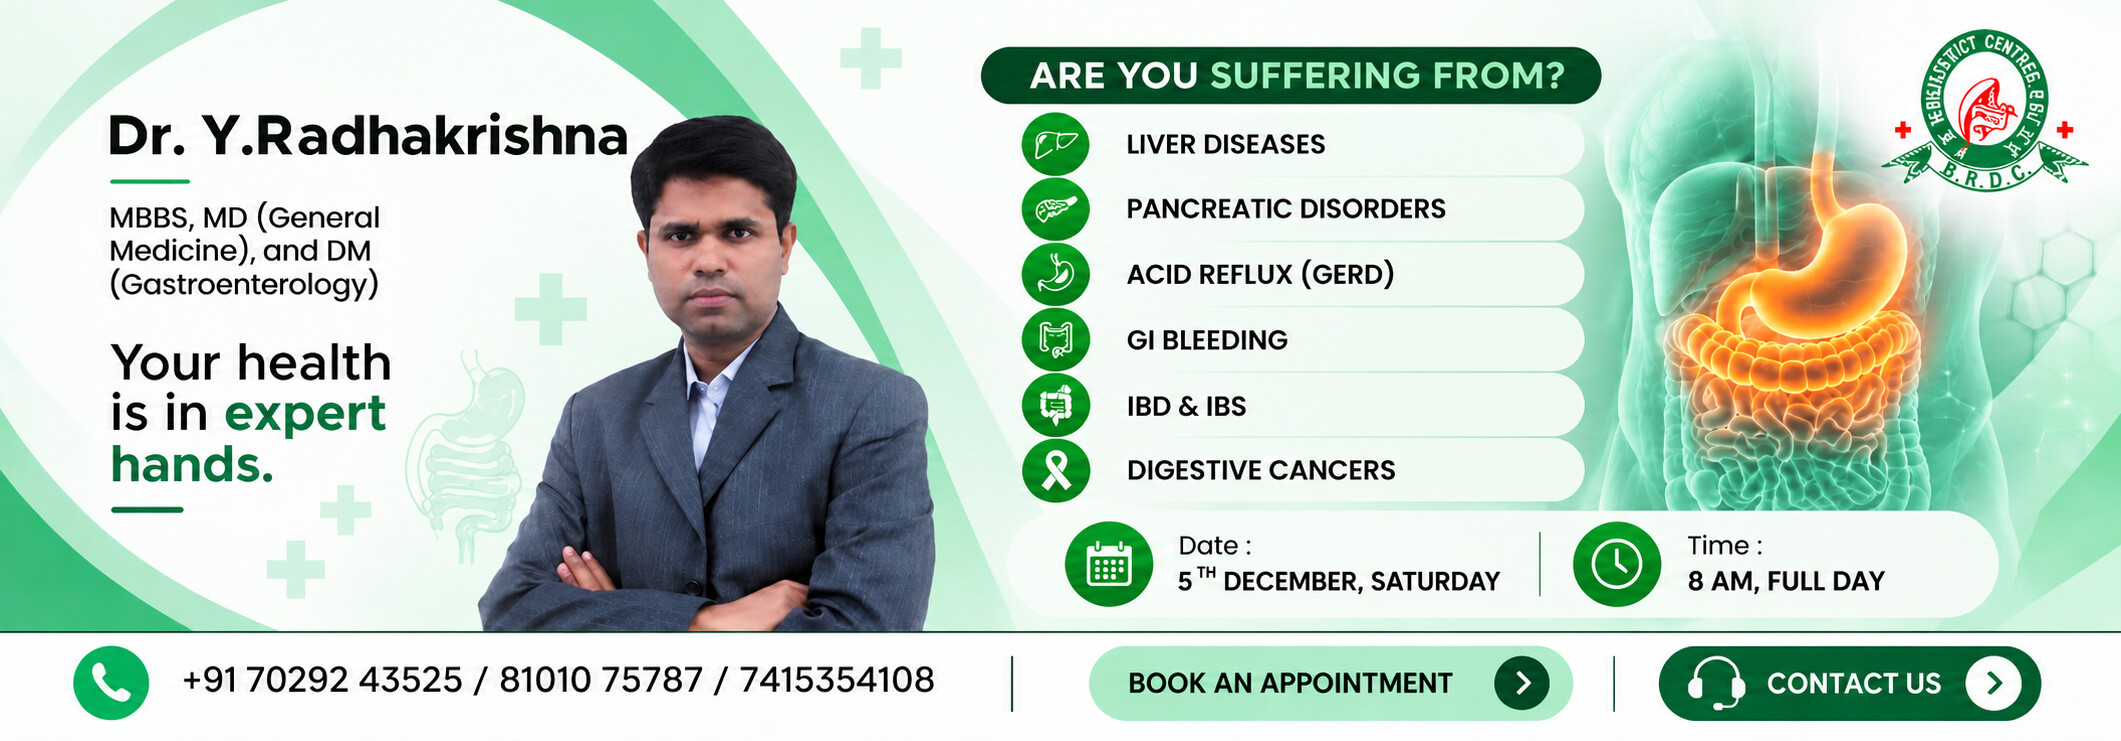 Dr. Y.Radhakrishna
MBBS, MD (General
Medicine), and DM
(Gastroenterology)
Your health
is in expert
hands.
ARE YOU SUFFERING FROM?
LIVER DISEASES
PANCREATIC DISORDERS
ACID REFLUX (GERD)
GI BLEEDING
IBD & IBS
DIGESTIVE CANCERS
Date :
5TH DECEMBER, SATURDAY
Time :
8 AM, FULL DAY
B.R.D.C.
+91 70292 43525 / 81010 75787 / 7415354108
BOOK AN APPOINTMENT
CONTACT US